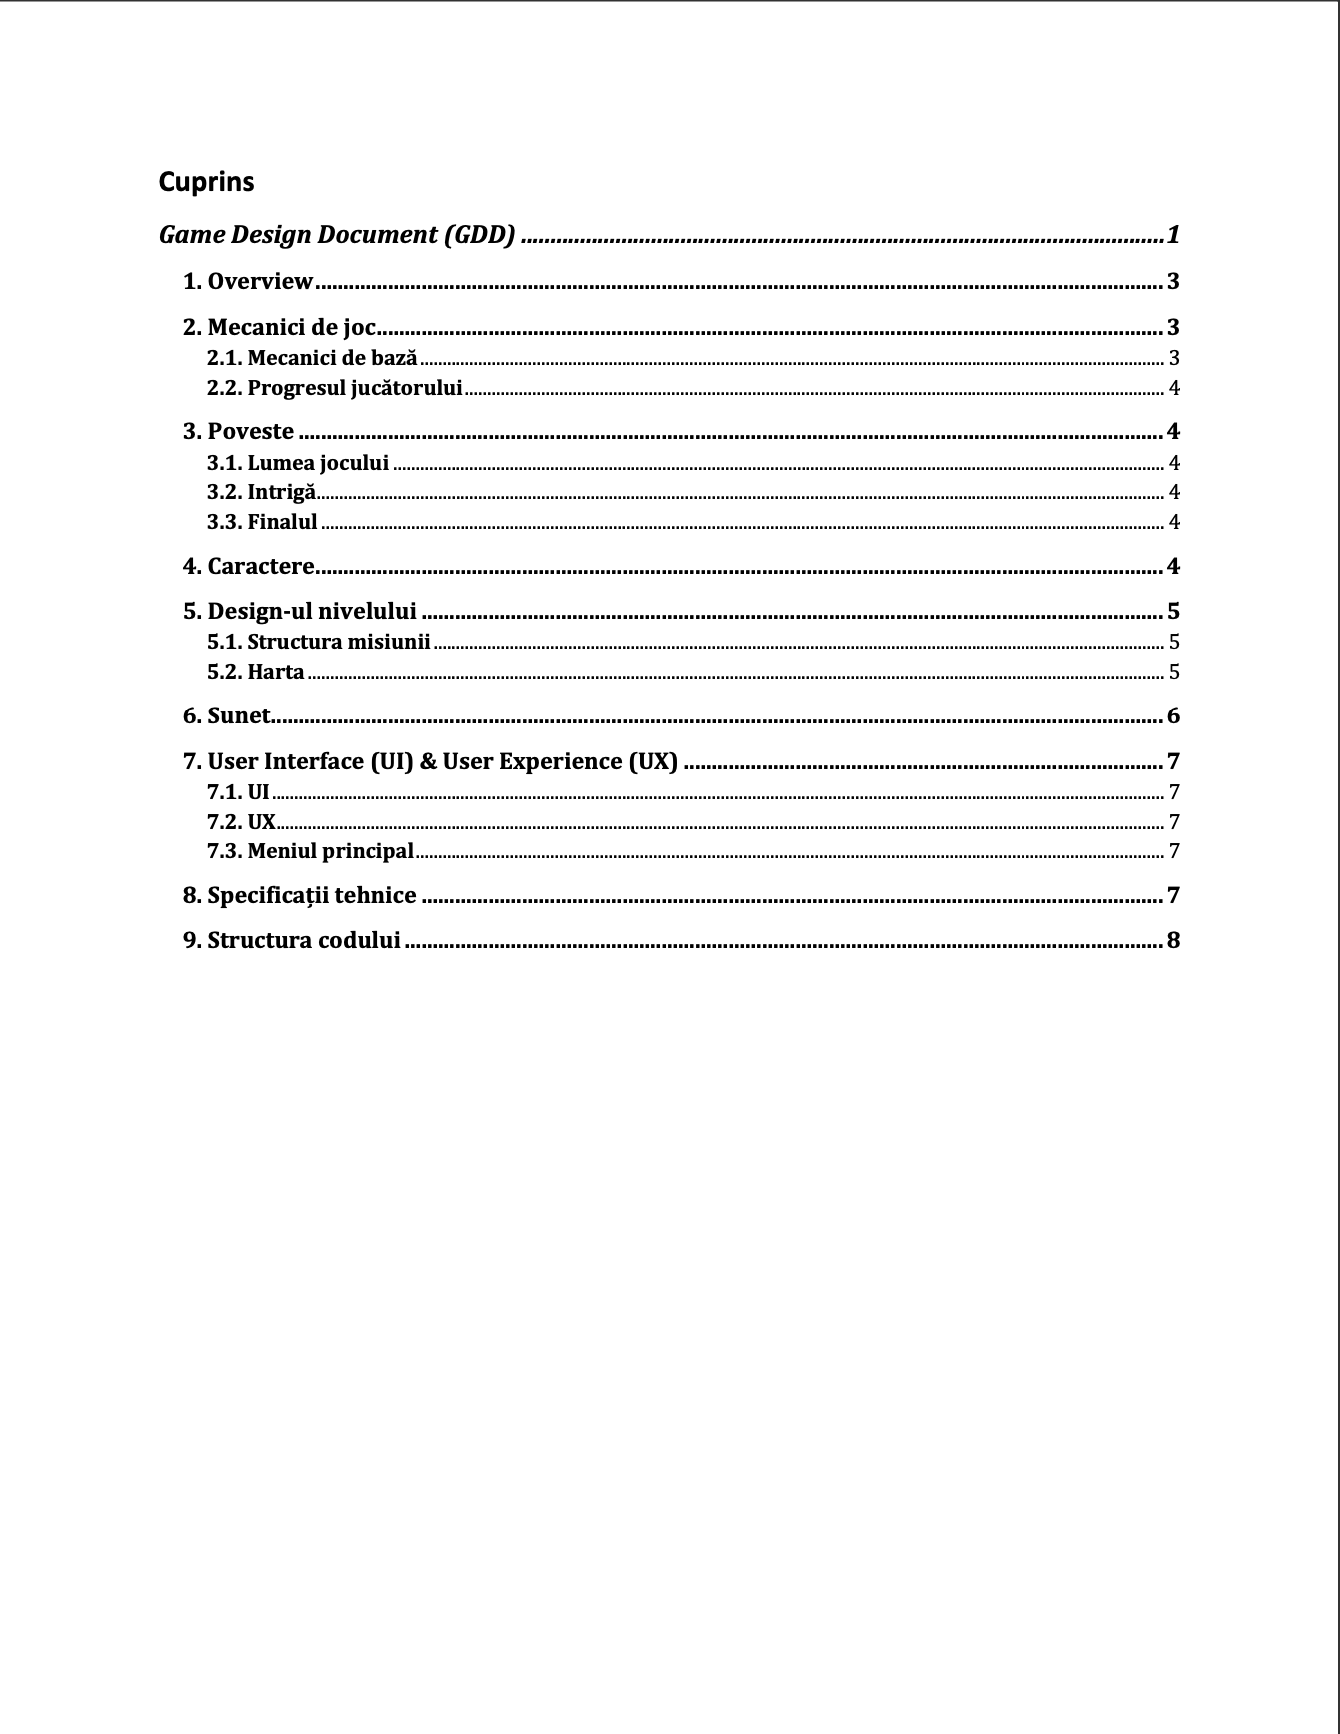 Cuprins
Game Design Document (GDD) ........................................ 1
1. Overview ........................................ 3
2. Mecanici de joc ........................................ 3
2.1. Mecanici de bază ........................................ 3
2.2. Progresul jucătorului ........................................ 4
3. Poveste ........................................ 4
3.1. Lumea jocului ........................................ 4
3.2. Intrigă ........................................ 4
3.3. Finalul ........................................ 4
4. Caractere ........................................ 4
5. Design-ul nivelului ........................................ 5
5.1. Structura misiunii ........................................ 5
5.2. Harta ........................................ 5
6. Sunet ........................................ 6
7. User Interface (UI) & User Experience (UX) ........................................ 7
7.1. UI ........................................ 7
7.2. UX ........................................ 7
7.3. Meniul principal ........................................ 7
8. Specificații tehnice ........................................ 7
9. Structura codului ........................................ 8